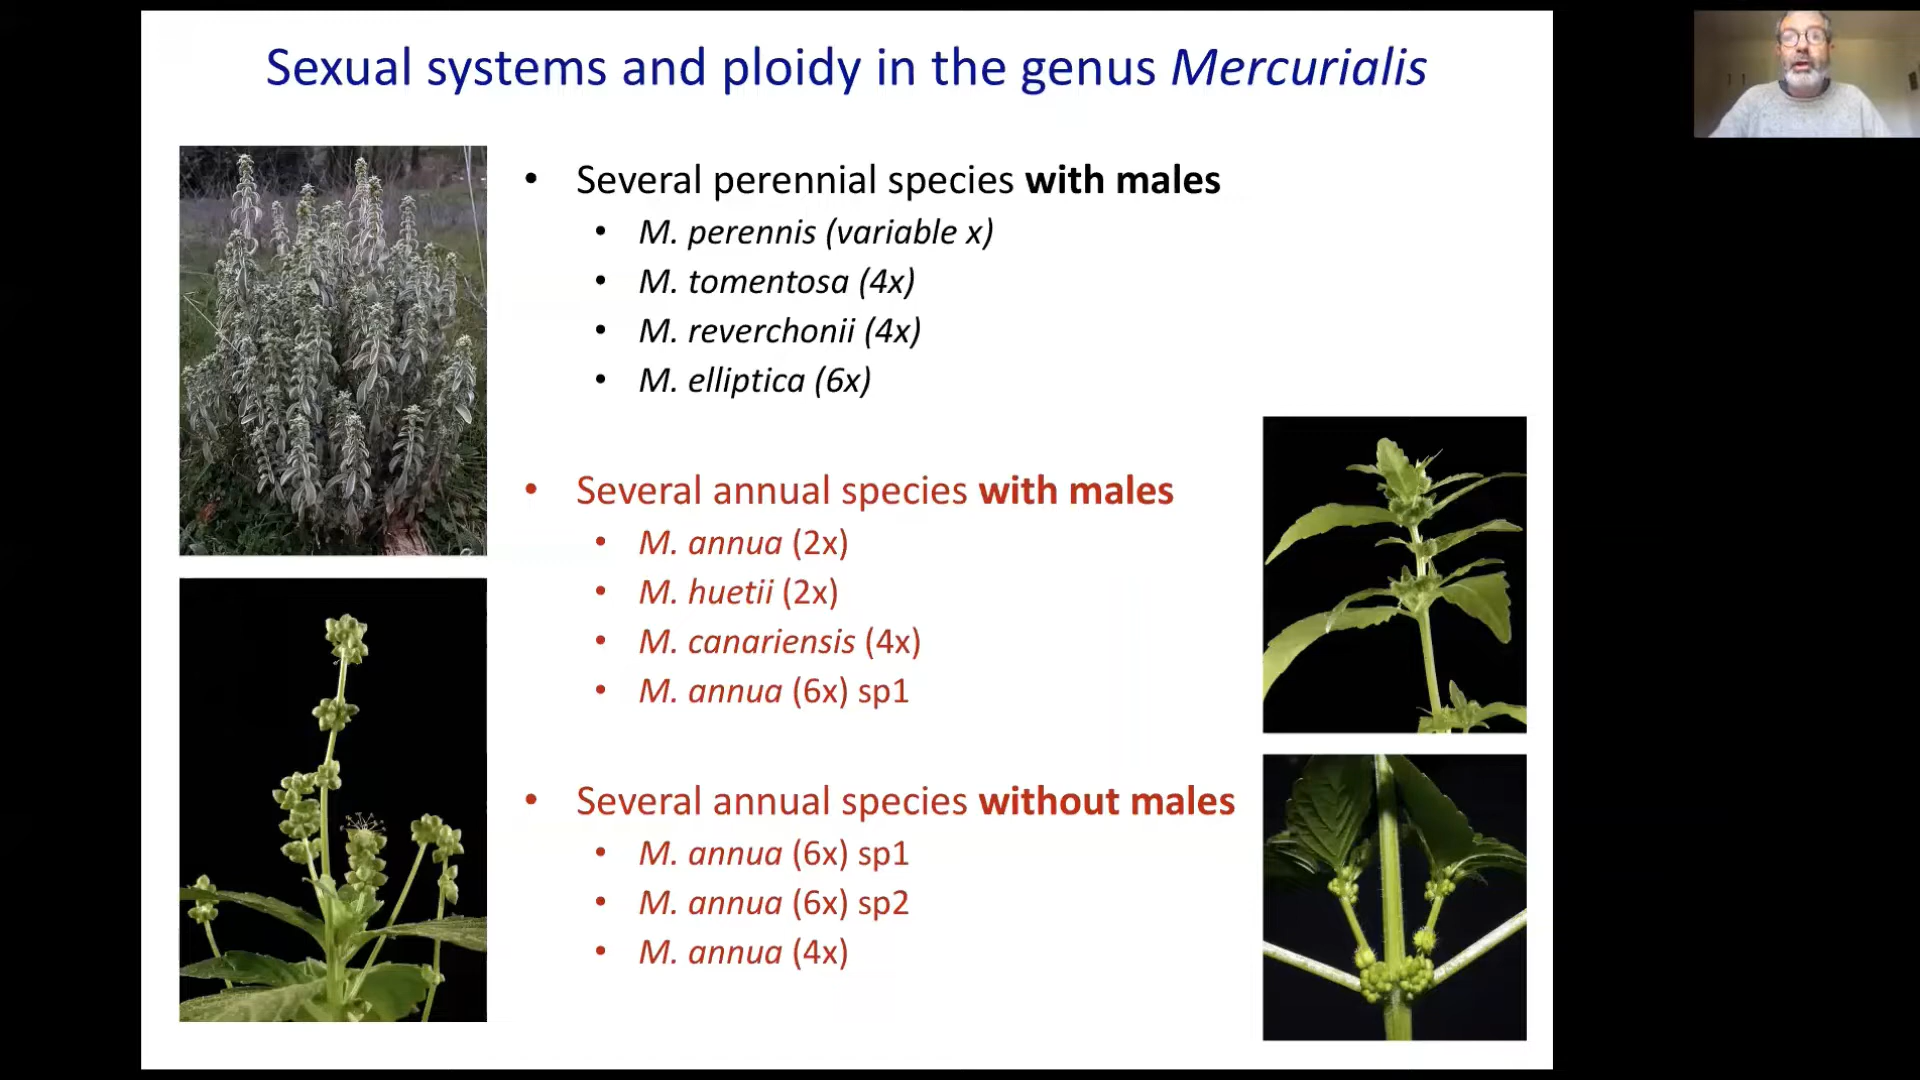 Sexual systems and ploidy in the genus Mercurialis
• Several perennial species with males
• M. perennis (variable x)
• M. tomentosa (4x)
• M. reverchonii (4x)
• M. elliptica (6x)
• Several annual species with males
• M. annua (2x)
• M. huetii (2x)
• M. canariensis (4x)
• M. annua (6x) sp1
• Several annual species without males
• M. annua (6x) sp1
• M. annua (6x) sp2
• M. annua (4x)